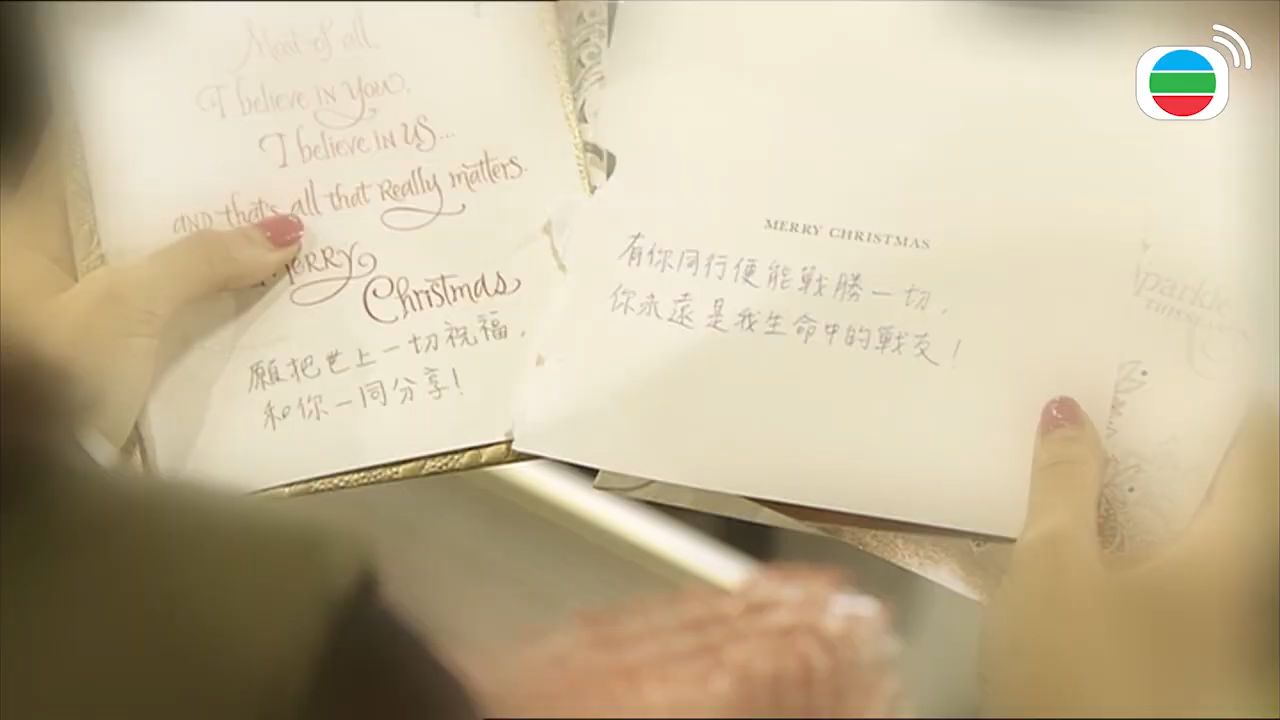 Most of all,
I believe in you,
I believe in us...
and that's all that really matters.
Merry
Christmas
願把世上一切祝福，
和你一同分享！
MERRY CHRISTMAS
有你同行便能戰勝一切，
你永遠是我生命中的戰友！